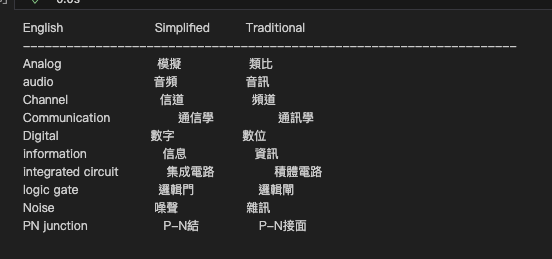 English Simplified Traditional
--------------------------------------------------------------------
Analog 模擬 類比
audio 音頻 音訊
Channel 信道 頻道
Communication 通信學 通訊學
Digital 數字 數位
information 信息 資訊
integrated circuit 集成電路 積體電路
logic gate 邏輯門 邏輯閘
Noise 噪聲 雜訊
PN junction P-N結 P-N接面